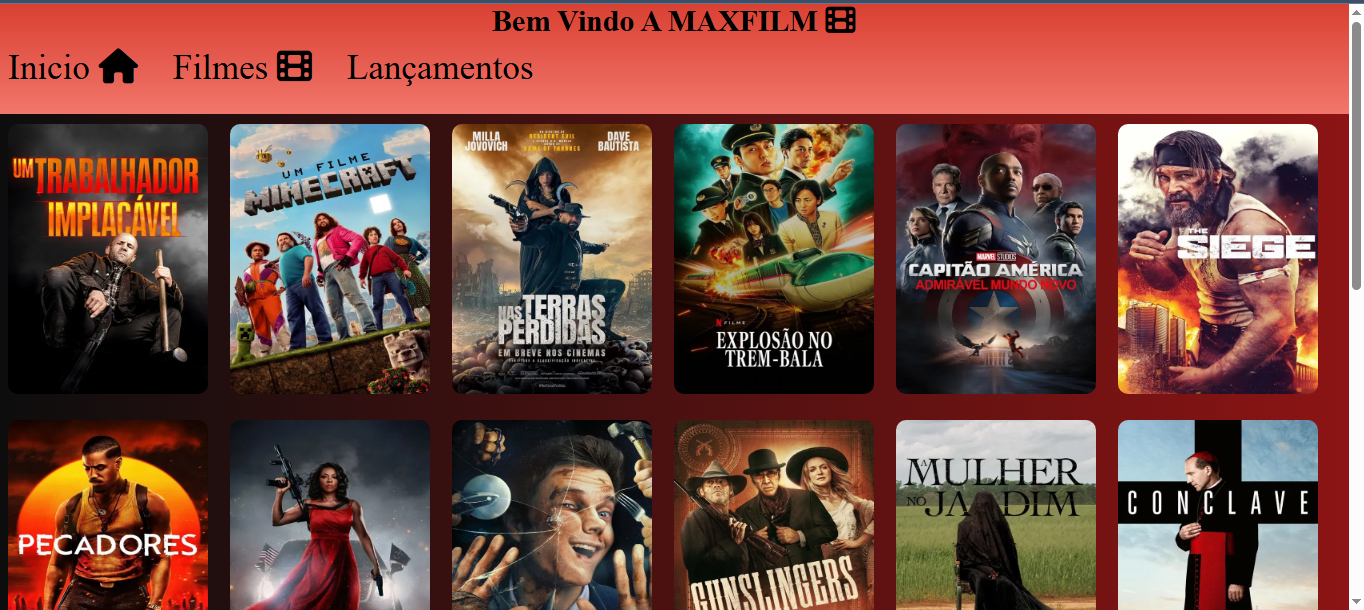 Bem Vindo A MAXFILM
Inicio
Filmes
Lançamentos
UM TRABALHADOR
IMPLACÁVEL
UM FILME
MINECRAFT
MILLA
JOVOVICH
DAVE
BAUTISTA
NAS TERRAS
PERDIDAS
EM BREVE NOS CINEMAS
N FILME
EXPLOSÃO NO
TREM-BALA
MARVEL STUDIOS
CAPITÃO AMÉRICA
ADMIRÁVEL MUNDO NOVO
THE
SIEGE
PECADORES
GUNSLINGERS
A MULHER
NO JARDIM
CONCLAVE